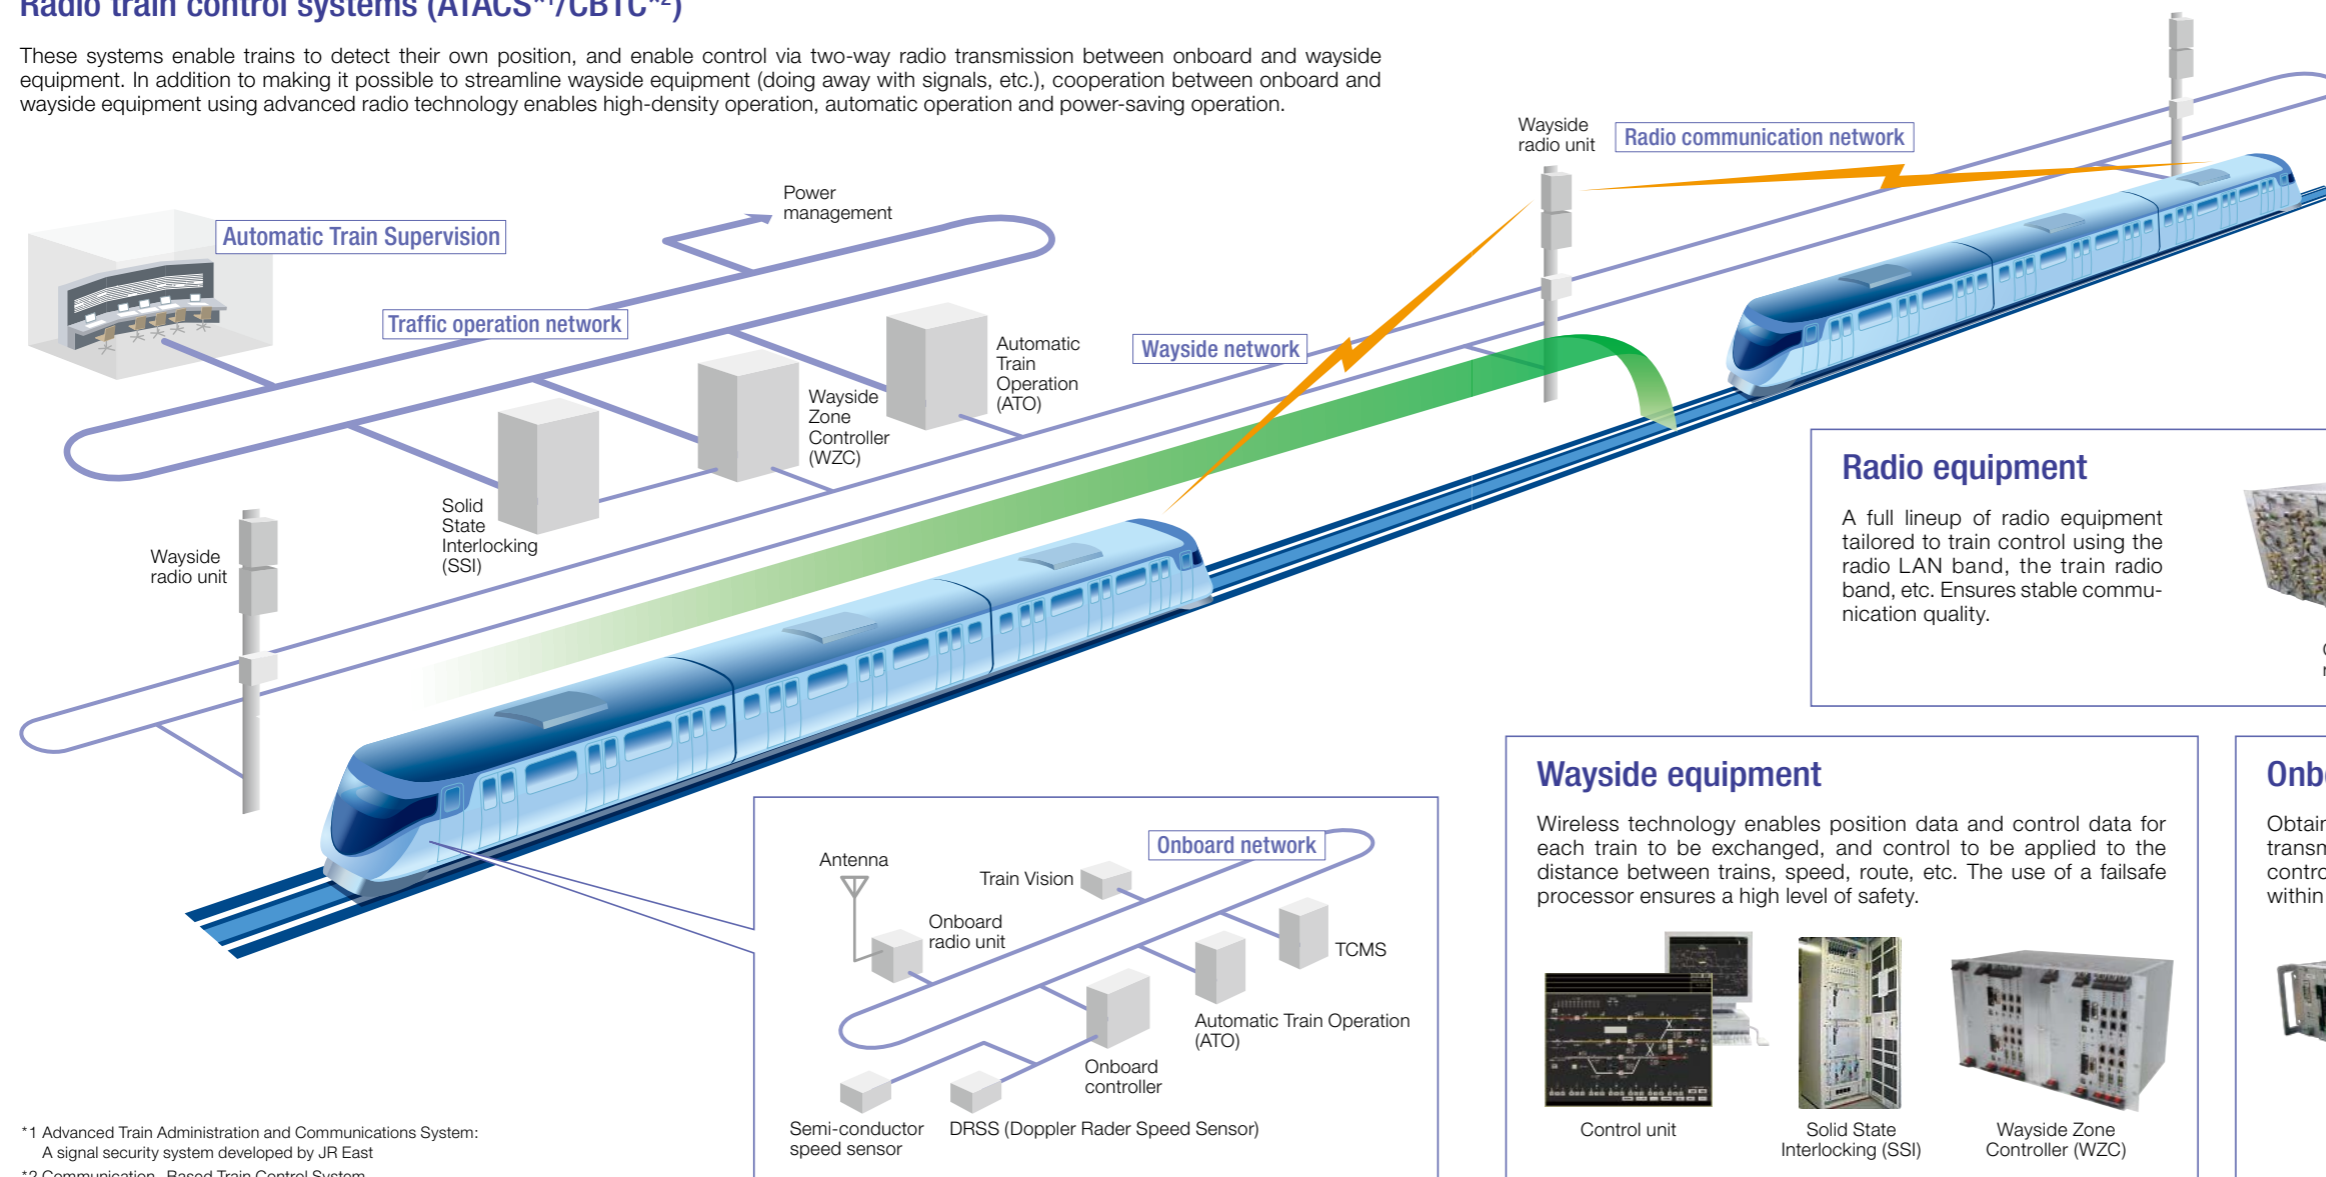 Radio train control systems (ATACS*1/CBTC*2)
These systems enable trains to detect their own position, and enable control via two-way radio transmission between onboard and wayside
equipment. In addition to making it possible to streamline wayside equipment (doing away with signals, etc.), cooperation between onboard and
wayside equipment using advanced radio technology enables high-density operation, automatic operation and power-saving operation.
Wayside
radio unit
Radio communication network
Power
management
Automatic Train Supervision
Traffic operation network
Wayside network
Automatic
Train
Operation
(ATO)
Wayside
Zone
Controller
(WZC)
Solid
State
Interlocking
(SSI)
Wayside
radio unit
Radio equipment
A full lineup of radio equipment
tailored to train control using the
radio LAN band, the train radio
band, etc. Ensures stable commu-
nication quality.
Onboard network
Antenna
Train Vision
Onboard
radio unit
TCMS
Automatic Train Operation
(ATO)
Onboard
controller
Semi-conductor
speed sensor
DRSS (Doppler Rader Speed Sensor)
Wayside equipment
Wireless technology enables position data and control data for
each train to be exchanged, and control to be applied to the
distance between trains, speed, route, etc. The use of a failsafe
processor ensures a high level of safety.
Control unit
Solid State
Interlocking (SSI)
Wayside Zone
Controller (WZC)
Onb
Obtain
transm
contro
within
*1 Advanced Train Administration and Communications System:
A signal security system developed by JR East
*2 Communication Based Train Control System